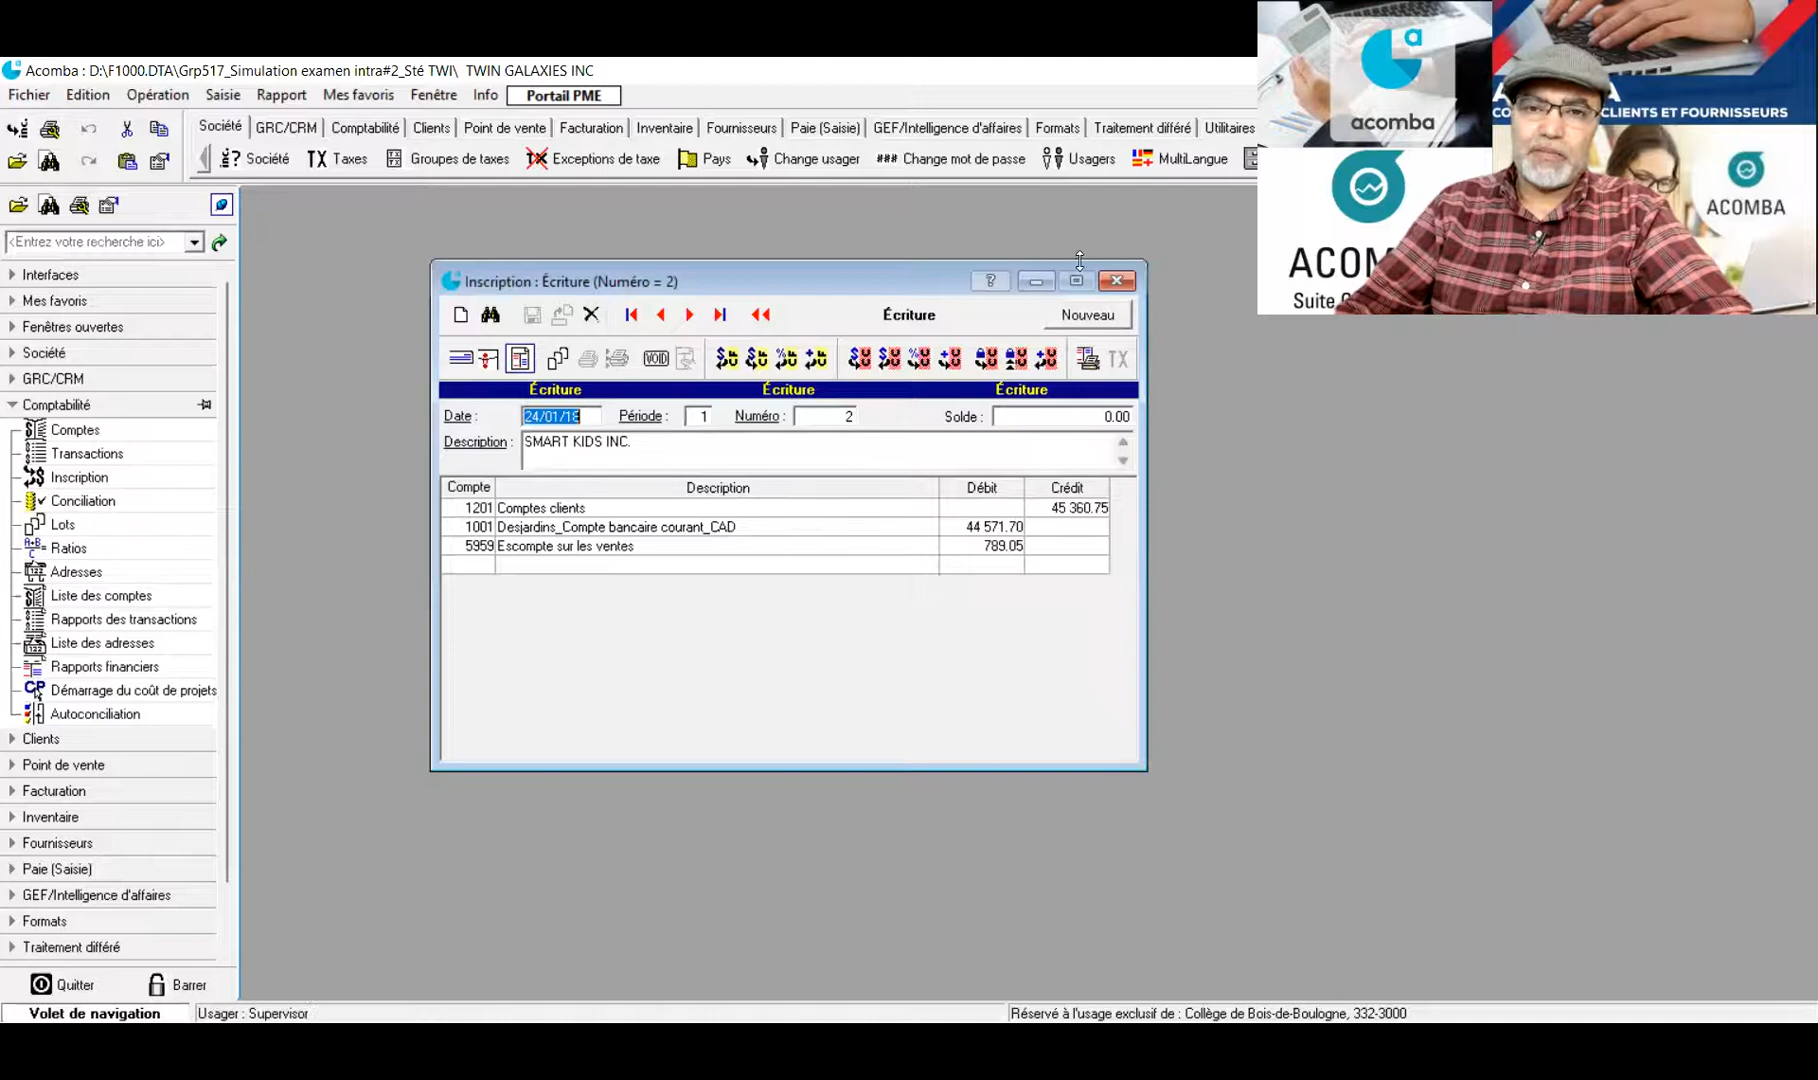 Acomba : D:\F1000.DTA\Grp517_Simulation examen intra#2_Sté TWI\ TWIN GALAXIES INC
Fichier Edition Opération Saisie Rapport Mes favoris Fenêtre Info Portail PME
Société GRC/CRM Comptabilité Clients Point de vente Facturation Inventaire Fournisseurs Paie (Saisie) GEF/Intelligence d'affaires Formats Traitement différé Utilitaires
Société TX Taxes Groupes de taxes TX Exceptions de taxe Pays Change usager ### Change mot de passe Usagers MultiLangue
acomba
CLIENTS ET FOURNISSEURS
ACOMBA
ACOM
Suite
<Entrez votre recherche ici>
Interfaces
Mes favoris
Fenêtres ouvertes
Société
GRC/CRM
Comptabilité
Comptes
Transactions
Inscription
Conciliation
Lots
Ratios
Adresses
Liste des comptes
Rapports des transactions
Liste des adresses
Rapports financiers
CP Démarrage du coût de projets
Autoconciliation
Clients
Point de vente
Facturation
Inventaire
Fournisseurs
Paie (Saisie)
GEF/Intelligence d'affaires
Formats
Traitement différé
Quitter Barrer
Inscription : Écriture (Numéro = 2)
Écriture Nouveau
VOID TX
Écriture Écriture Écriture
Date : 24/01/18 Période : 1 Numéro : 2 Solde : 0.00
Description : SMART KIDS INC.
Compte Description Débit Crédit
1201 Comptes clients 45 360.75
1001 Desjardins_Compte bancaire courant_CAD 44 571.70
5959 Escompte sur les ventes 789.05
Volet de navigation Usager : Supervisor Réservé à l'usage exclusif de : Collège de Bois-de-Boulogne, 332-3000